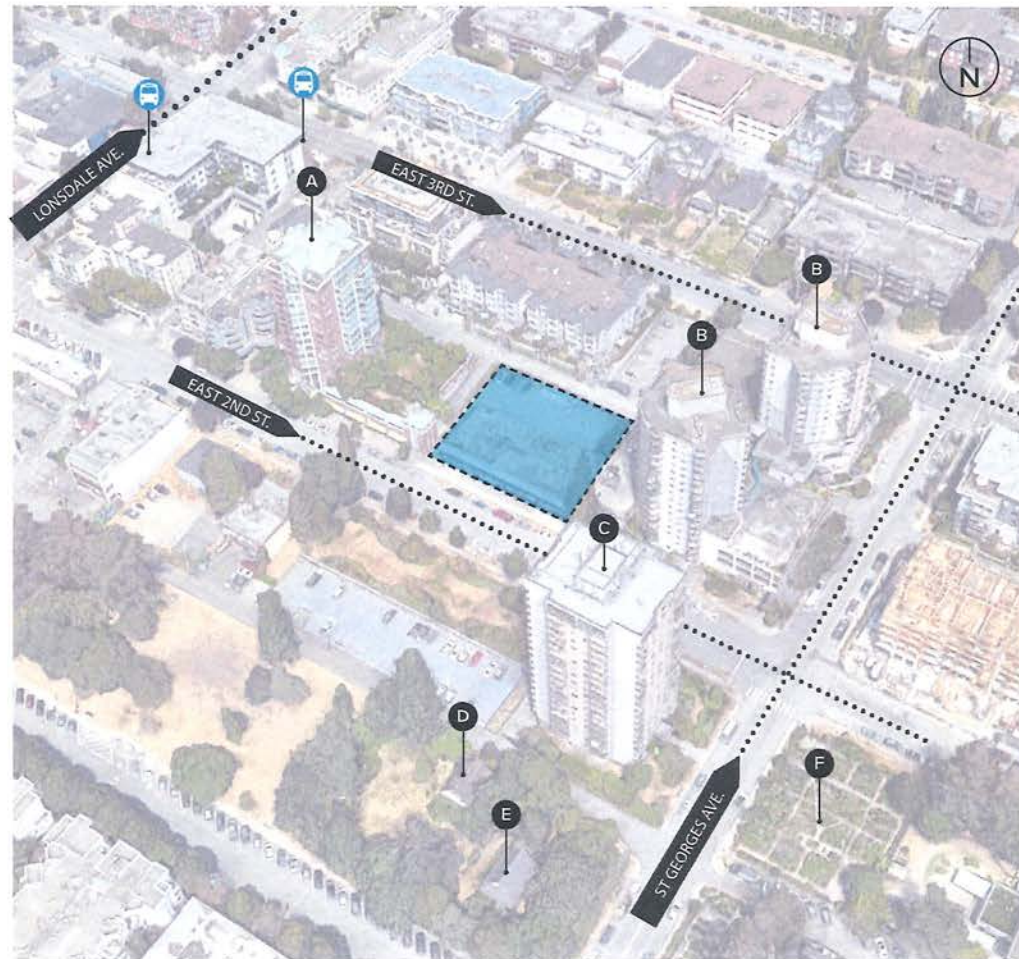 N
LONSDALE AVE.
A
EAST 3RD ST.
B
B
EAST 2ND ST.
C
D
E
F
ST GEORGES AVE.